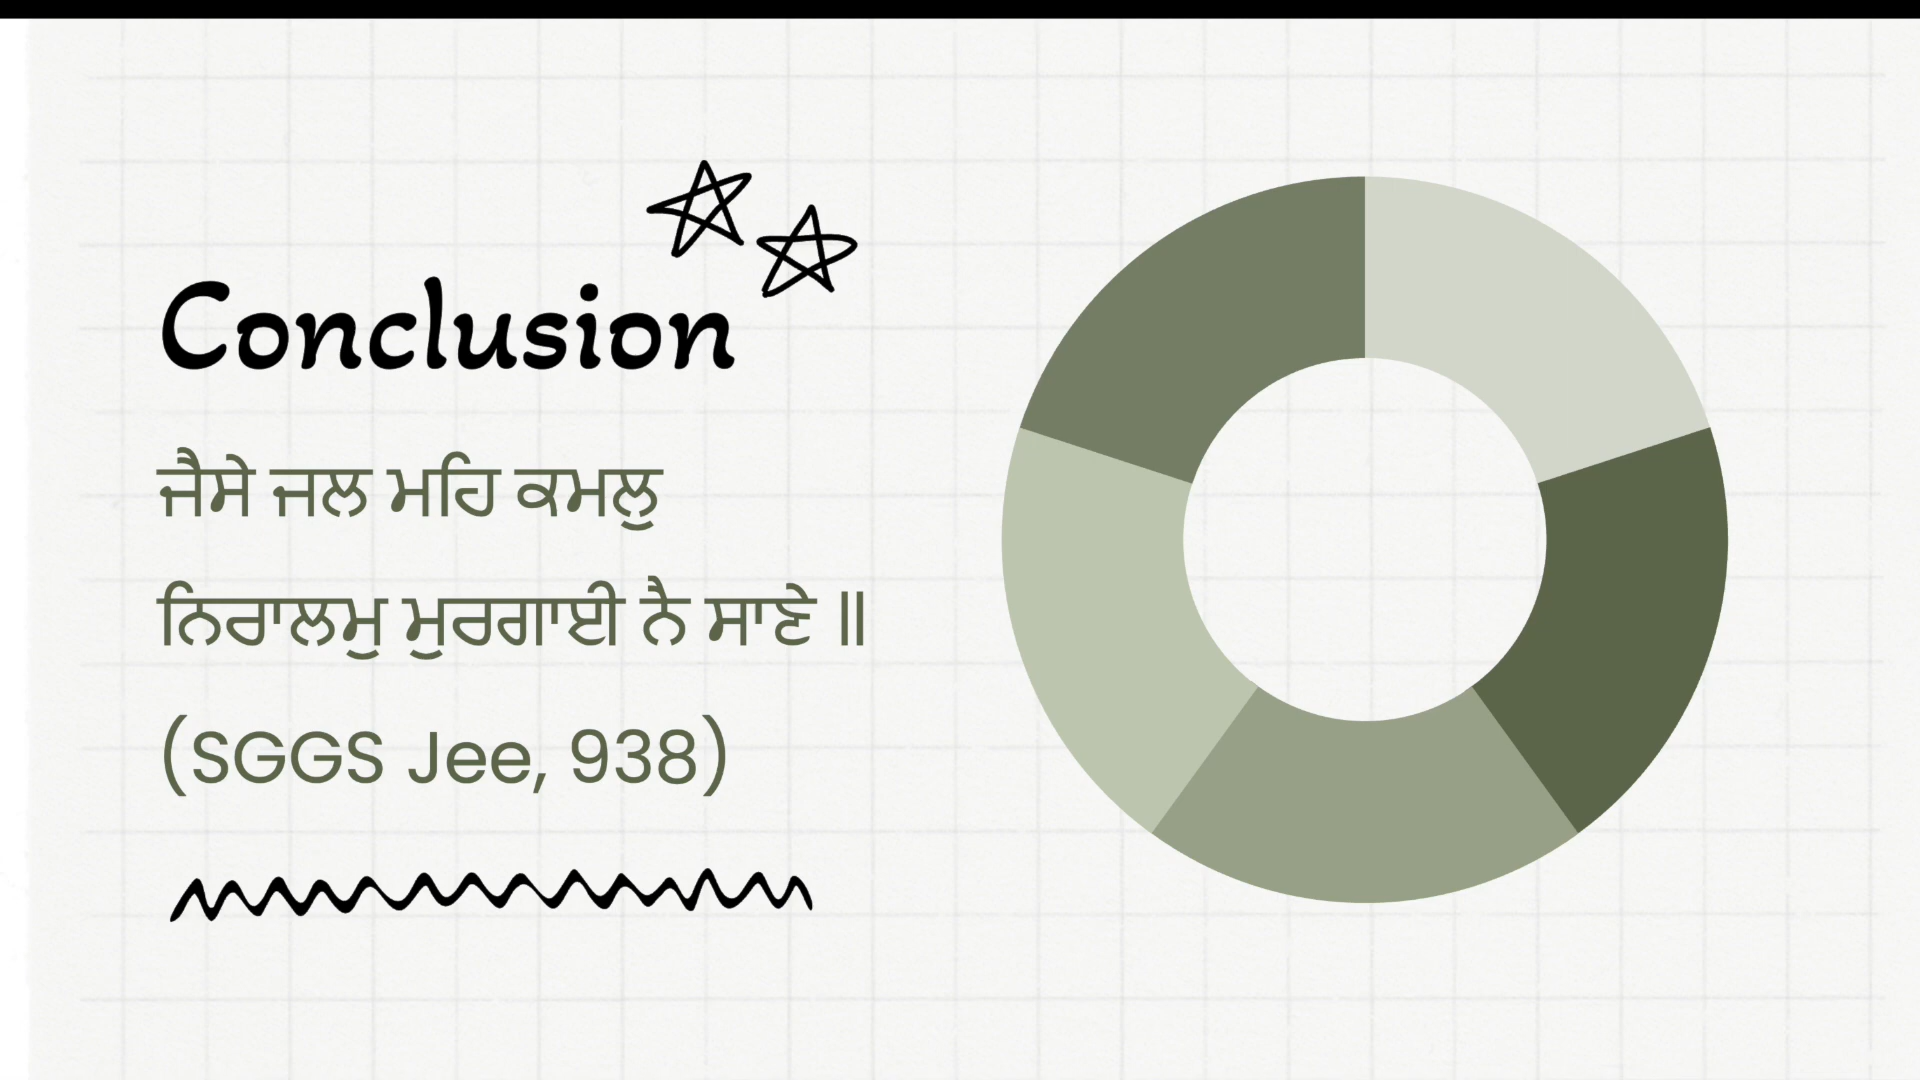 Conclusion
ਜੈਸੇ ਜਲ ਮਹਿ ਕਮਲੁ
ਨਿਰਾਲਮੁ ਮੁਰਗਾਈ ਨੈ ਸਾਣੇ ॥
(SGGS Jee, 938)